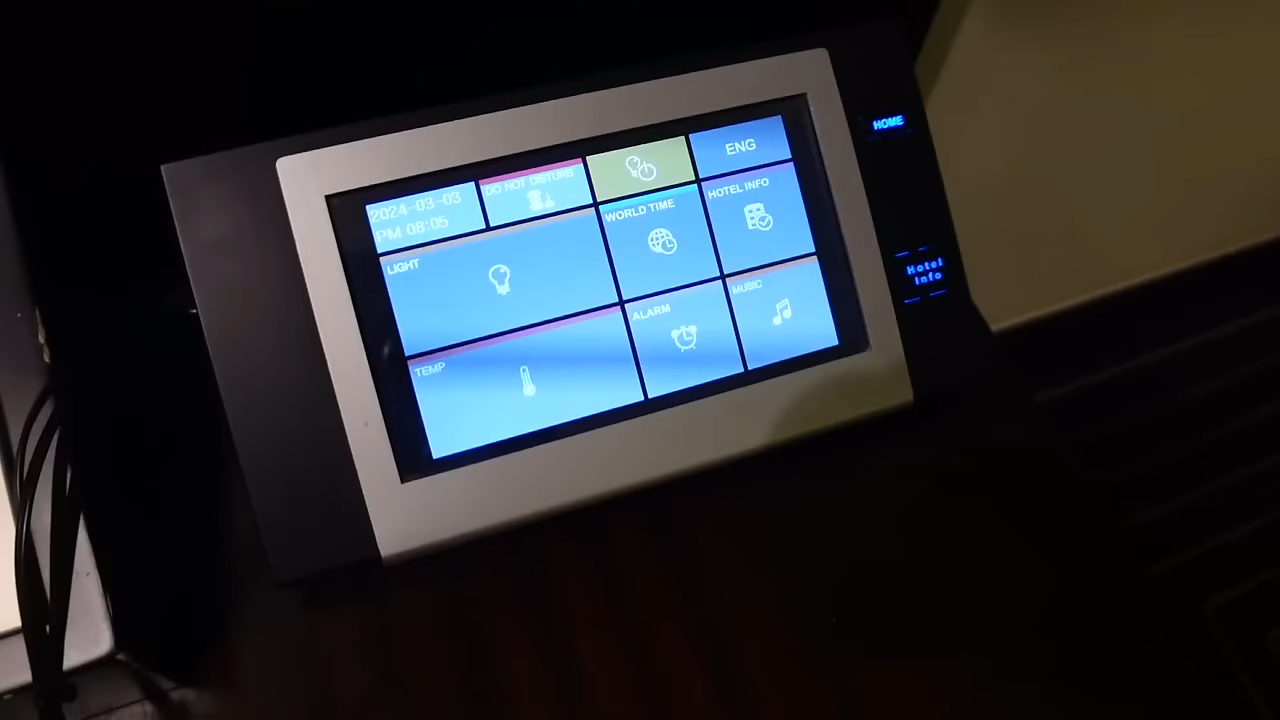 2024-03-03
PM 08:05
DO NOT DISTURB
ENG
LIGHT
WORLD TIME
HOTEL INFO
TEMP
ALARM
MUSIC
HOME
Hotel
Info